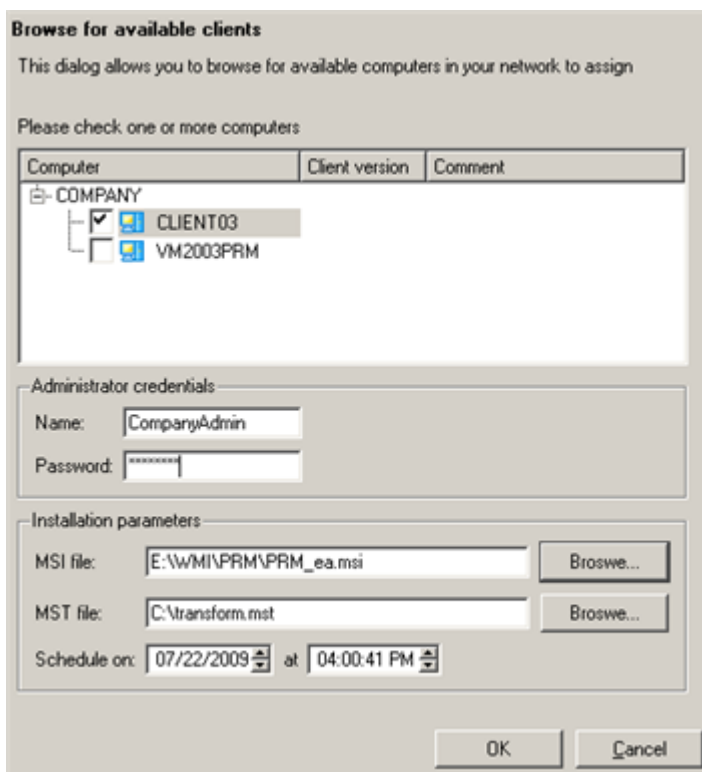 Browse for available clients
This dialog allows you to browse for available computers in your network to assign
Please check one or more computers
Computer Client version Comment
COMPANY
CLIENT03
VM2003PRM
Administrator credentials
Name: CompanyAdmin
Password: ********
Installation parameters
MSI file: E:\WMI\PRM\PRM_ea.msi Broswe...
MST file: C:\transform.mst Broswe...
Schedule on: 07/22/2009 at 04:00:41 PM
OK Cancel